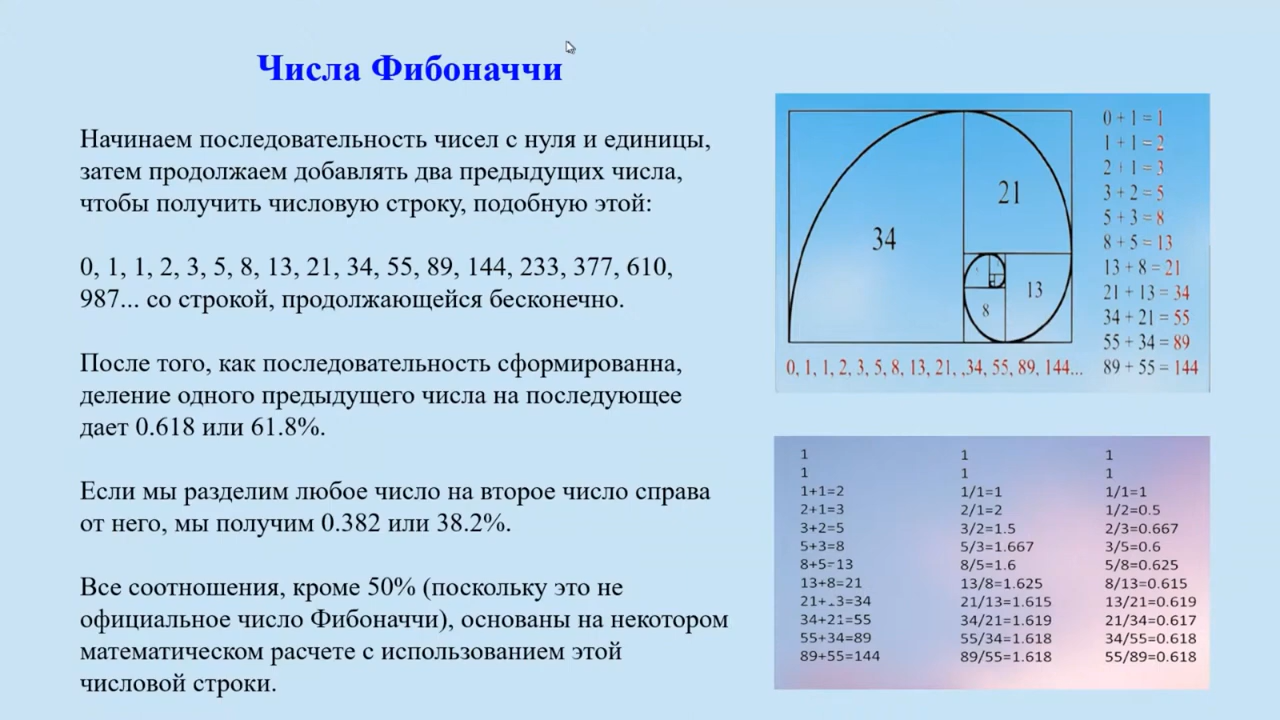 Числа Фибоначчи
Начинаем последовательность чисел с нуля и единицы,
затем продолжаем добавлять два предыдущих числа,
чтобы получить числовую строку, подобную этой:
0, 1, 1, 2, 3, 5, 8, 13, 21, 34, 55, 89, 144, 233, 377, 610,
987... со строкой, продолжающейся бесконечно.
После того, как последовательность сформированна,
деление одного предыдущего числа на последующее
дает 0.618 или 61.8%.
Если мы разделим любое число на второе число справа
от него, мы получим 0.382 или 38.2%.
Все соотношения, кроме 50% (поскольку это не
официальное число Фибоначчи), основаны на некотором
математическом расчете с использованием этой
числовой строки.
34
21
13
8
0, 1, 1, 2, 3, 5, 8, 13, 21, ,34, 55, 89, 144...
0 + 1 = 1
1 + 1 = 2
2 + 1 = 3
3 + 2 = 5
5 + 3 = 8
8 + 5 = 13
13 + 8 = 21
21 + 13 = 34
34 + 21 = 55
55 + 34 = 89
89 + 55 = 144
1 1 1
1 1 1
1+1=2 1/1=1 1/1=1
2+1=3 2/1=2 1/2=0.5
3+2=5 3/2=1.5 2/3=0.667
5+3=8 5/3=1.667 3/5=0.6
8+5=13 8/5=1.6 5/8=0.625
13+8=21 13/8=1.625 8/13=0.615
21+13=34 21/13=1.615 13/21=0.619
34+21=55 34/21=1.619 21/34=0.617
55+34=89 55/34=1.618 34/55=0.618
89+55=144 89/55=1.618 55/89=0.618